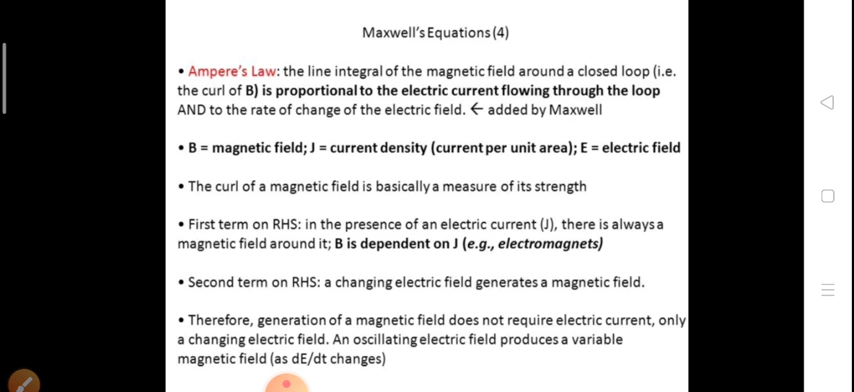 Maxwell's Equations (4)
• Ampere's Law: the line integral of the magnetic field around a closed loop (i.e.
the curl of B) is proportional to the electric current flowing through the loop
AND to the rate of change of the electric field. ← added by Maxwell
• B = magnetic field; J = current density (current per unit area); E = electric field
• The curl of a magnetic field is basically a measure of its strength
• First term on RHS: in the presence of an electric current (J), there is always a
magnetic field around it; B is dependent on J (e.g., electromagnets)
• Second term on RHS: a changing electric field generates a magnetic field.
• Therefore, generation of a magnetic field does not require electric current, only
a changing electric field. An oscillating electric field produces a variable
magnetic field (as dE/dt changes)